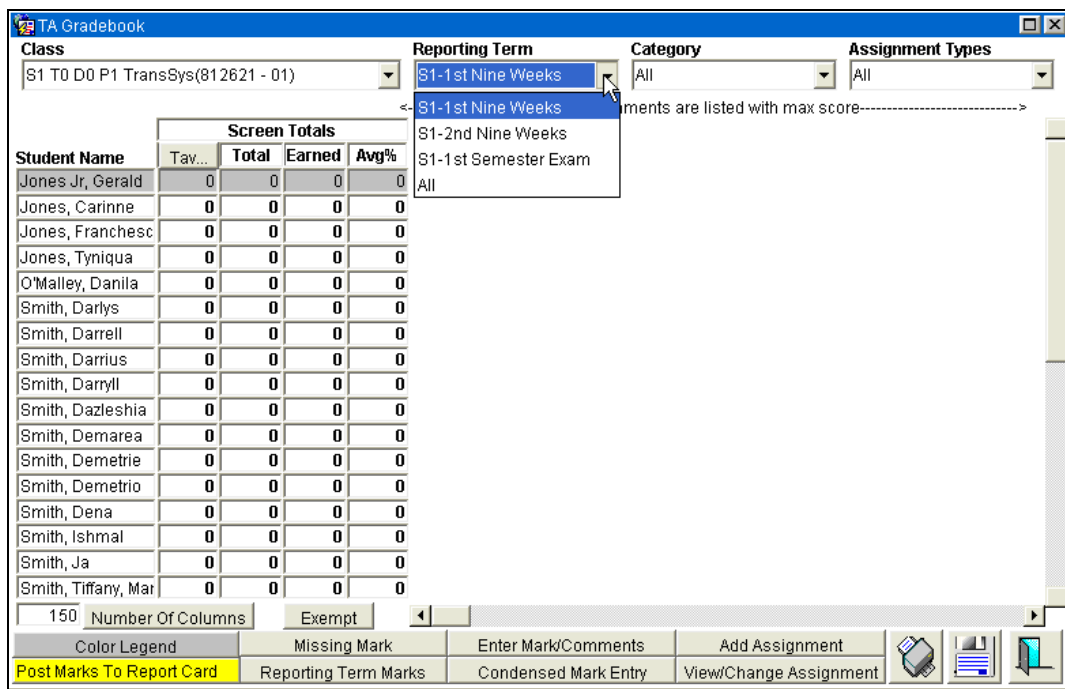 TA Gradebook
Class Reporting Term Category Assignment Types
S1 T0 D0 P1 TransSys(812621 - 01) S1-1st Nine Weeks All All
<- S1-1st Nine Weeks ments are listed with max score---------------------------->
S1-2nd Nine Weeks
S1-1st Semester Exam
All
Screen Totals
Student Name Tav... Total Earned Avg%
Jones Jr, Gerald 0 0 0 0
Jones, Carinne 0 0 0 0
Jones, Franchesc 0 0 0 0
Jones, Tyniqua 0 0 0 0
O'Malley, Danila 0 0 0 0
Smith, Darlys 0 0 0 0
Smith, Darrell 0 0 0 0
Smith, Darrius 0 0 0 0
Smith, Darryll 0 0 0 0
Smith, Dazleshia 0 0 0 0
Smith, Demarea 0 0 0 0
Smith, Demetrie 0 0 0 0
Smith, Demetrio 0 0 0 0
Smith, Dena 0 0 0 0
Smith, Ishmal 0 0 0 0
Smith, Ja 0 0 0 0
Smith, Tiffany, Mar 0 0 0 0
150 Number Of Columns Exempt
Color Legend Missing Mark Enter Mark/Comments Add Assignment
Post Marks To Report Card Reporting Term Marks Condensed Mark Entry View/Change Assignment